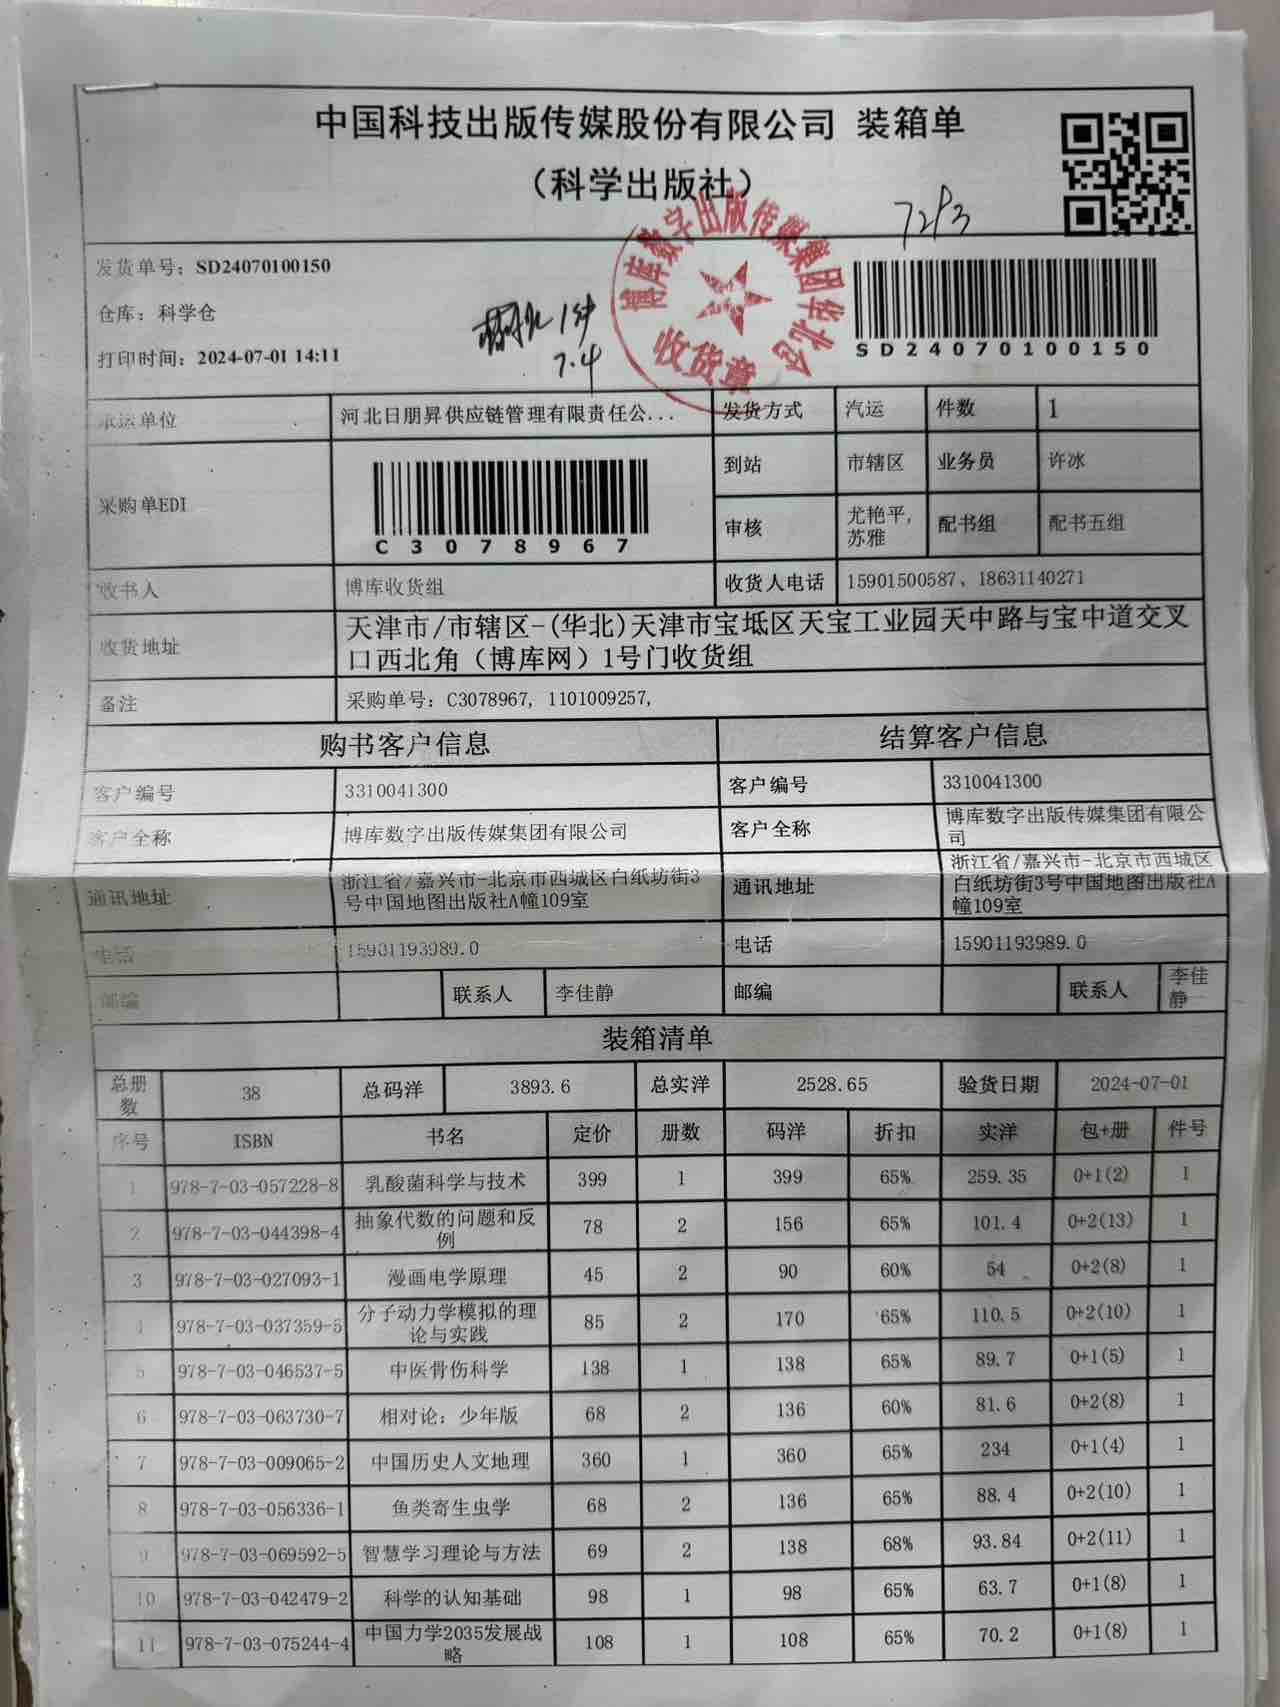 中国科技出版传媒股份有限公司 装箱单
（科学出版社）
7293
发货单号：SD24070100150
仓库：科学仓
打印时间：2024-07-01 14:11
1件
7.4
博库数字出版传媒集团华北仓
收货章
SD24070100150
承运单位 河北日朋昇供应链管理有限责任公... 发货方式 汽运 件数 1
采购单EDI C3078967 到站 市辖区 业务员 许冰
审核 尤艳平,苏雅 配书组 配书五组
收书人 博库收货组 收货人电话 15901500587、18631140271
收货地址 天津市/市辖区-(华北)天津市宝坻区天宝工业园天中路与宝中道交叉
口西北角（博库网）1号门收货组
备注 采购单号：C3078967, 1101009257,
购书客户信息 结算客户信息
客户编号 3310041300 客户编号 3310041300
客户全称 博库数字出版传媒集团有限公司 客户全称 博库数字出版传媒集团有限公司
通讯地址 浙江省/嘉兴市-北京市西城区白纸坊街3号中国地图出版社A幢109室 通讯地址 浙江省/嘉兴市-北京市西城区白纸坊街3号中国地图出版社A幢109室
电话 15901193989.0 电话 15901193989.0
邮编 联系人 李佳静 邮编 联系人 李佳静
装箱清单
总册数 38 总码洋 3893.6 总实洋 2528.65 验货日期 2024-07-01
序号 ISBN 书名 定价 册数 码洋 折扣 实洋 包+册 件号
1 978-7-03-057228-8 乳酸菌科学与技术 399 1 399 65% 259.35 0+1(2) 1
2 978-7-03-044398-4 抽象代数的问题和反例 78 2 156 65% 101.4 0+2(13) 1
3 978-7-03-027093-1 漫画电学原理 45 2 90 60% 54 0+2(8) 1
4 978-7-03-037359-5 分子动力学模拟的理论与实践 85 2 170 65% 110.5 0+2(10) 1
5 978-7-03-046537-5 中医骨伤科学 138 1 138 65% 89.7 0+1(5) 1
6 978-7-03-063730-7 相对论：少年版 68 2 136 60% 81.6 0+2(8) 1
7 978-7-03-009065-2 中国历史人文地理 360 1 360 65% 234 0+1(4) 1
8 978-7-03-056336-1 鱼类寄生虫学 68 2 136 65% 88.4 0+2(10) 1
9 978-7-03-069592-5 智慧学习理论与方法 69 2 138 68% 93.84 0+2(11) 1
10 978-7-03-042479-2 科学的认知基础 98 1 98 65% 63.7 0+1(8) 1
11 978-7-03-075244-4 中国力学2035发展战略 108 1 108 65% 70.2 0+1(8) 1